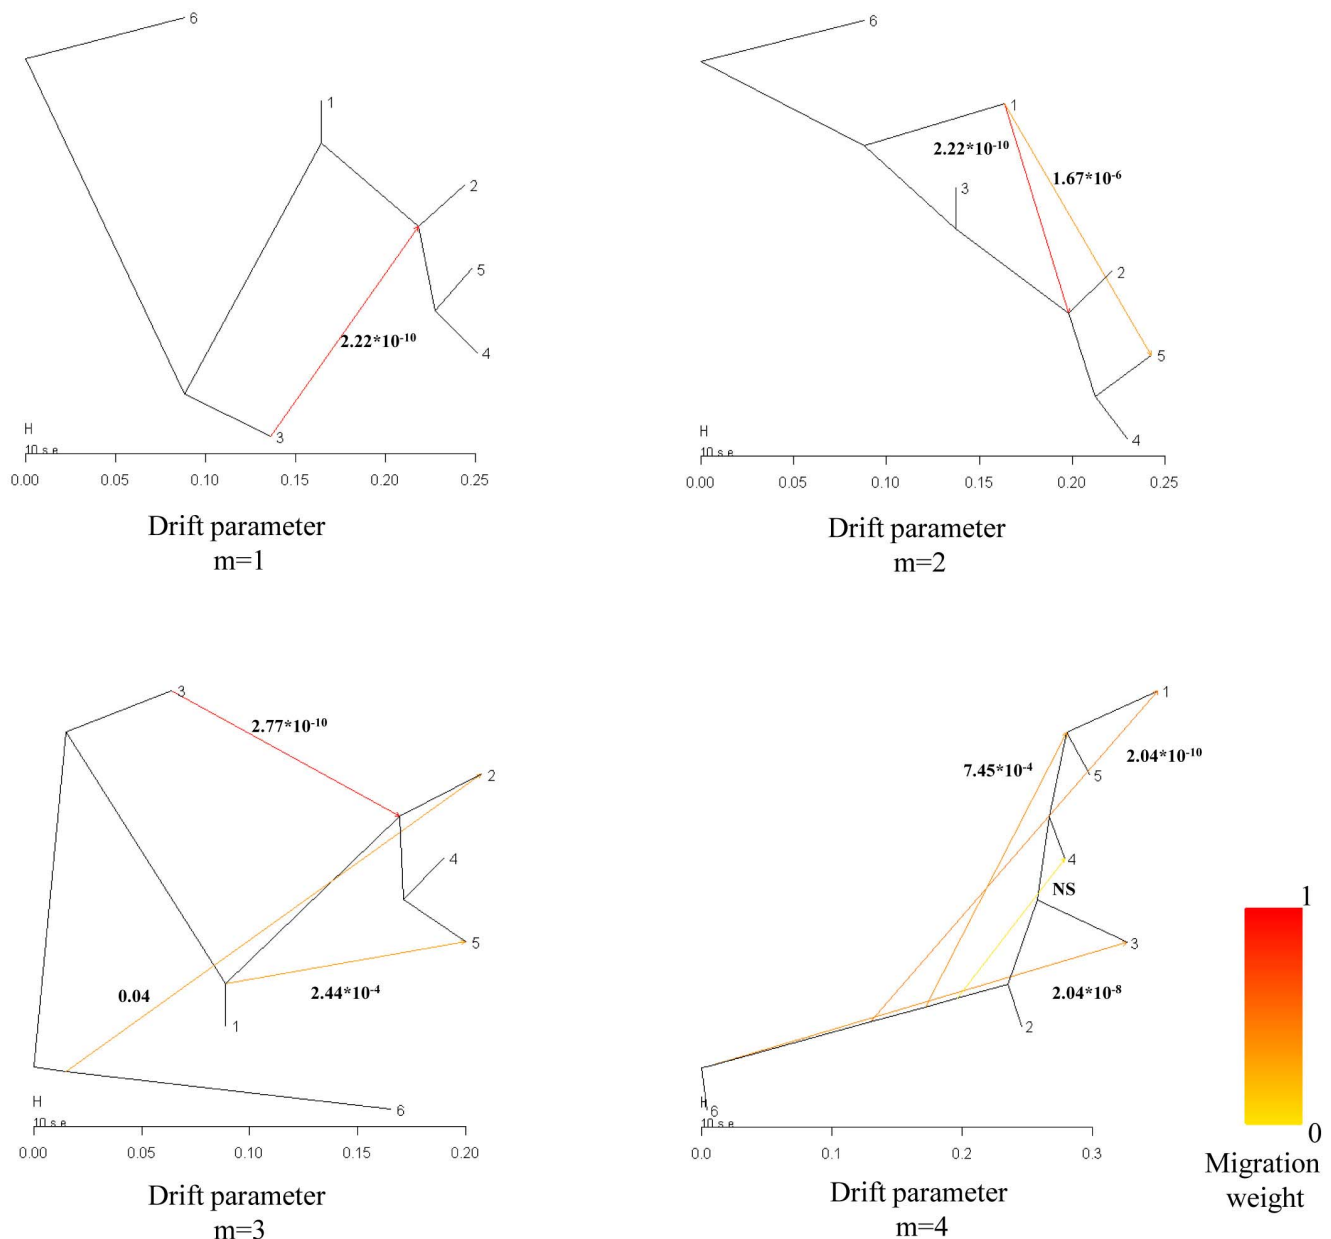 6
1
2
5
2.22*10-10
4
3
H
10 s.e.
0.00 0.05 0.10 0.15 0.20 0.25
Drift parameter
m=1
6
1
2.22*10-10
1.67*10-6
3
2
5
4
H
10 s.e.
0.00 0.05 0.10 0.15 0.20 0.25
Drift parameter
m=2
3
2.77*10-10
2
4
5
0.04
2.44*10-4
1
6
H
10 s.e.
0.00 0.05 0.10 0.15 0.20
Drift parameter
m=3
1
2.04*10-10
7.45*10-4
5
4
NS
3
2.04*10-8
2
H
6
10 s.e.
0.0 0.1 0.2 0.3
Drift parameter
m=4
1
0
Migration
weight